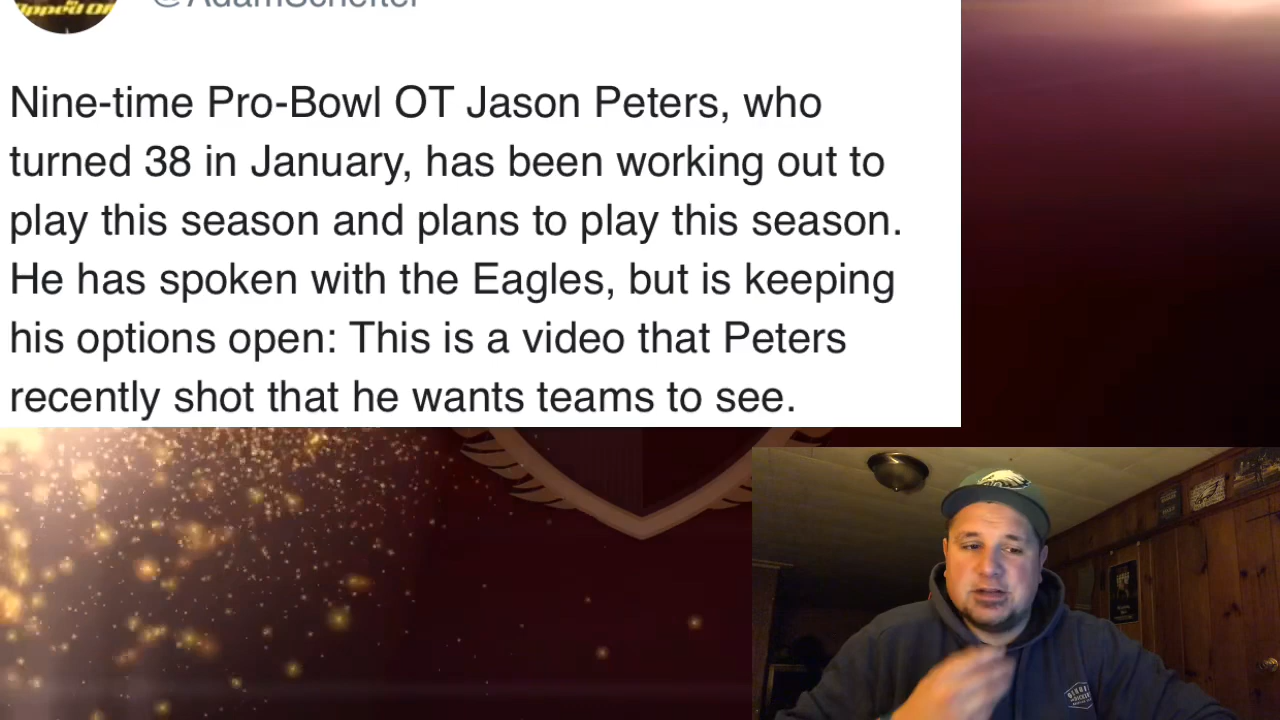 @AdamSchefter
Nine-time Pro-Bowl OT Jason Peters, who
turned 38 in January, has been working out to
play this season and plans to play this season.
He has spoken with the Eagles, but is keeping
his options open: This is a video that Peters
recently shot that he wants teams to see.